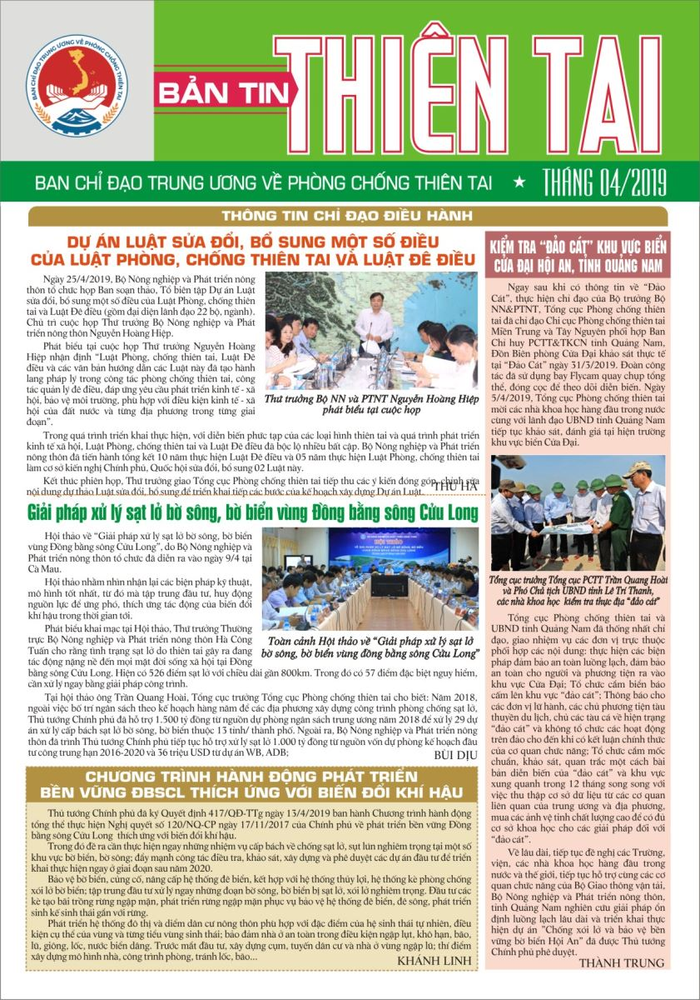 BAN CHỈ ĐẠO TRUNG ƯƠNG VỀ PHÒNG CHỐNG THIÊN TAI
BẢN TIN
THIÊN TAI
BAN CHỈ ĐẠO TRUNG ƯƠNG VỀ PHÒNG CHỐNG THIÊN TAI ★ THÁNG 04/2019
THÔNG TIN CHỈ ĐẠO ĐIỀU HÀNH
DỰ ÁN LUẬT SỬA ĐỔI, BỔ SUNG MỘT SỐ ĐIỀU
CỦA LUẬT PHÒNG, CHỐNG THIÊN TAI VÀ LUẬT ĐÊ ĐIỀU
Ngày 25/4/2019, Bộ Nông nghiệp và Phát triển nông
thôn tổ chức họp Ban soạn thảo, Tổ biên tập Dự án Luật
sửa đổi, bổ sung một số điều của Luật Phòng, chống thiên
tai và Luật Đê điều (gồm đại diện lãnh đạo 22 bộ, ngành).
Chủ trì cuộc họp Thứ trưởng Bộ Nông nghiệp và Phát
triển nông thôn Nguyễn Hoàng Hiệp.
Phát biểu tại cuộc họp Thứ trưởng Nguyễn Hoàng
Hiệp nhận định “Luật Phòng, chống thiên tai, Luật Đê
điều và các văn bản hướng dẫn các Luật này đã tạo hành
lang pháp lý trong công tác phòng chống thiên tai, công
tác quản lý đê điều, đáp ứng yêu cầu phát triển kinh tế - xã
hội, bảo vệ môi trường, phù hợp với điều kiện kinh tế - xã
hội của đất nước và từng địa phương trong từng giai
đoạn”.
Thứ trưởng Bộ NN và PTNT Nguyễn Hoàng Hiệp
phát biểu tại cuộc họp
Trong quá trình triển khai thực hiện, với diễn biến phức tạp của các loại hình thiên tai và quá trình phát triển
kinh tế xã hội, Luật Phòng, chống thiên tai và Luật Đê điều đã bộc lộ nhiều bất cập. Bộ Nông nghiệp và Phát triển
nông thôn đã tiến hành tổng kết 10 năm thực hiện Luật Đê điều và 05 năm thực hiện Luật Phòng, chống thiên tai
làm cơ sở kiến nghị Chính phủ, Quốc hội sửa đổi, bổ sung 02 Luật này.
Kết thúc phiên họp, Thứ trưởng giao Tổng cục Phòng chống thiên tai tiếp thu các ý kiến đóng góp, chỉnh sửa
nội dung dự thảo Luật sửa đổi, bổ sung để triển khai tiếp các bước của kế hoạch xây dựng Dự án Luật.
THU HÀ
Giải pháp xử lý sạt lở bờ sông, bờ biển vùng Đồng bằng sông Cửu Long
Hội thảo về “Giải pháp xử lý sạt lở bờ sông, bờ biển
vùng Đồng bằng sông Cửu Long”, do Bộ Nông nghiệp và
Phát triển nông thôn tổ chức đã diễn ra vào ngày 9/4 tại
Cà Mau.
Hội thảo nhằm nhìn nhận lại các biện pháp kỹ thuật,
mô hình tốt nhất, từ đó mà tập trung đầu tư, huy động
nguồn lực để ứng phó, thích ứng tác động của biến đổi
khí hậu trong thời gian tới.
Phát biểu khai mạc tại Hội thảo, Thứ trưởng Thường
trực Bộ Nông nghiệp và Phát triển nông thôn Hà Công
Tuấn cho rằng tình trạng sạt lở do thiên tai gây ra đang
tác động nặng nề đến mọi mặt đời sống xã hội tại Đồng
bằng sông Cửu Long. Hiện có 526 điểm sạt lở với chiều dài gần 800km. Trong đó có 57 điểm đặc biệt nguy hiểm,
cần xử lý ngay bằng giải pháp công trình.
HỘI THẢO
Toàn cảnh Hội thảo về “Giải pháp xử lý sạt lở
bờ sông, bờ biển vùng đồng bằng sông Cửu Long”
Tại hội thảo ông Trần Quang Hoài, Tổng cục trưởng Tổng cục Phòng chống thiên tai cho biết: Năm 2018,
ngoài việc bố trí ngân sách theo kế hoạch hàng năm để các địa phương xây dựng công trình phòng chống sạt lở,
Thủ tướng Chính phủ đã hỗ trợ 1.500 tỷ đồng từ nguồn dự phòng ngân sách trung ương năm 2018 để xử lý 29 dự
án xử cấp bách sạt lở bờ sông, bờ biển thuộc 13 tỉnh/ thành phố. Ngoài ra, Bộ Nông nghiệp và Phát triển nông
thôn đã trình Thủ tướng Chính phủ tiếp tục hỗ trợ xử lý sạt lở 1.000 tỷ đồng từ nguồn vốn dự phòng kế hoạch đầu
tư công trung hạn 2016-2020 và 36 triệu USD từ dự án WB, ADB;
BÙI DỊU
CHƯƠNG TRÌNH HÀNH ĐỘNG PHÁT TRIỂN
BỀN VỮNG ĐBSCL THÍCH ỨNG VỚI BIẾN ĐỔI KHÍ HẬU
Thủ tướng Chính phủ đã ký Quyết định 417/QĐ-TTg ngày 13/4/2019 ban hành Chương trình hành động
tổng thể thực hiện Nghị quyết số 120/NQ-CP ngày 17/11/2017 của Chính phủ về phát triển bền vững Đồng
bằng sông Cửu Long thích ứng với biến đổi khí hậu.
Trong đó đề ra cần thực hiện ngay những nhiệm vụ cấp bách về chống sạt lở, sụt lún nghiêm trọng tại một số
khu vực bờ biển, bờ sông; đẩy mạnh công tác điều tra, khảo sát, xây dựng và phê duyệt các dự án đầu tư để triển
khai thực hiện ngay ở giai đoạn sau năm 2020.
Bảo vệ bờ biển, củng cố, nâng cấp hệ thống đê biển, kết hợp với hệ thống thủy lợi, hệ thống kè phòng chống
xói lở bờ biển; tập trung đầu tư xử lý ngay những đoạn bờ sông, bờ biển bị sạt lở, xói lở nghiêm trọng. Đầu tư các
kè tạo bãi trồng rừng ngập mặn, phát triển rừng ngập mặn phục vụ bảo vệ hệ thống đê biển, đê sông, phát triển
sinh kế sinh thái gắn với rừng.
Phát triển hệ thống đô thị và điểm dân cư nông thôn phù hợp với đặc điểm của hệ sinh thái tự nhiên, điều
kiện cụ thể của vùng và từng tiểu vùng sinh thái; bảo đảm nhà ở an toàn trong điều kiện ngập lụt, khô hạn, bão,
lũ, giông, lốc, nước biển dâng. Trước mắt đầu tư, xây dựng cụm, tuyến dân cư và nhà ở vùng ngập lũ; thí điểm
xây dựng mô hình nhà, công trình phòng, tránh lốc, bão...
KHÁNH LINH
KIỂM TRA “ĐẢO CÁT” KHU VỰC BIỂN
CỬA ĐẠI HỘI AN, TỈNH QUẢNG NAM
Ngay sau khi có thông tin về “Đảo
Cát”, thực hiện chỉ đạo của Bộ trưởng Bộ
NN&PTNT, Tổng cục Phòng chống thiên
tai đã chỉ đạo Chi cục Phòng chống thiên tai
Miền Trung và Tây Nguyên phối hợp Ban
Chỉ huy PCTT&TKCN tỉnh Quảng Nam,
Đồn Biên phòng Cửa Đại khảo sát thực tế
tại “Đảo Cát” ngày 31/3/2019. Đoàn công
tác đã sử dụng bay Flycam quay chụp tổng
thể, đóng cọc để theo dõi diễn biến. Ngày
5/4/2019, Tổng cục Phòng chống thiên tai
mời các nhà khoa học hàng đầu trong nước
cùng với lãnh đạo UBND tỉnh Quảng Nam
tiếp tục khảo sát, đánh giá tại hiện trường
khu vực biển Cửa Đại.
Tổng cục trưởng Tổng cục PCTT Trần Quang Hoài
và Phó Chủ tịch UBND tỉnh Lê Trí Thanh,
các nhà khoa học kiểm tra thực địa “đảo cát”
Tổng cục Phòng chống thiên tai và
UBND tỉnh Quảng Nam đã thống nhất chỉ
đạo, giao nhiệm vụ các đơn vị trực thuộc
phối hợp các nội dung: thực hiện các biện
pháp đảm bảo an toàn luồng lạch, đảm bảo
an toàn cho người và phương tiện ra vào
khu vực Cửa Đại; Tổ chức cắm biển báo
cấm lên khu vực “đảo cát”; Thông báo cho
các đơn vị lữ hành, các chủ phương tiện tàu
thuyền du lịch, chủ các tàu cá về hiện trạng
“đảo cát” và không tổ chức các hoạt động
trên đảo cho đến khi có kết luận chính thức
của cơ quan chức năng; Tổ chức cắm mốc
chuẩn, khảo sát, quan trắc một cách bài
bản diễn biến của “đảo cát” và khu vực
xung quanh trong 12 tháng song song với
việc thu thập cơ sở dữ liệu từ các cơ quan
liên quan của trung ương và địa phương,
mua các ảnh vệ tinh chất lượng cao để có đủ
cơ sở khoa học cho các giải pháp đối với
“đảo cát”.
Về lâu dài, tiếp tục đề nghị các Trường,
viện, các nhà khoa học hàng đầu trong
nước và thế giới, tiếp tục hỗ trợ cùng các cơ
quan chức năng của Bộ Giao thông vận tải,
Bộ Nông nghiệp và Phát triển nông thôn,
tỉnh Quảng Nam nghiên cứu giải pháp ổn
định luồng lạch lâu dài và triển khai thực
hiện dự án ”Chống xói lở và bảo vệ bền
vững bờ biển Hội An” đã được Thủ tướng
Chính phủ phê duyệt.
THÀNH TRUNG